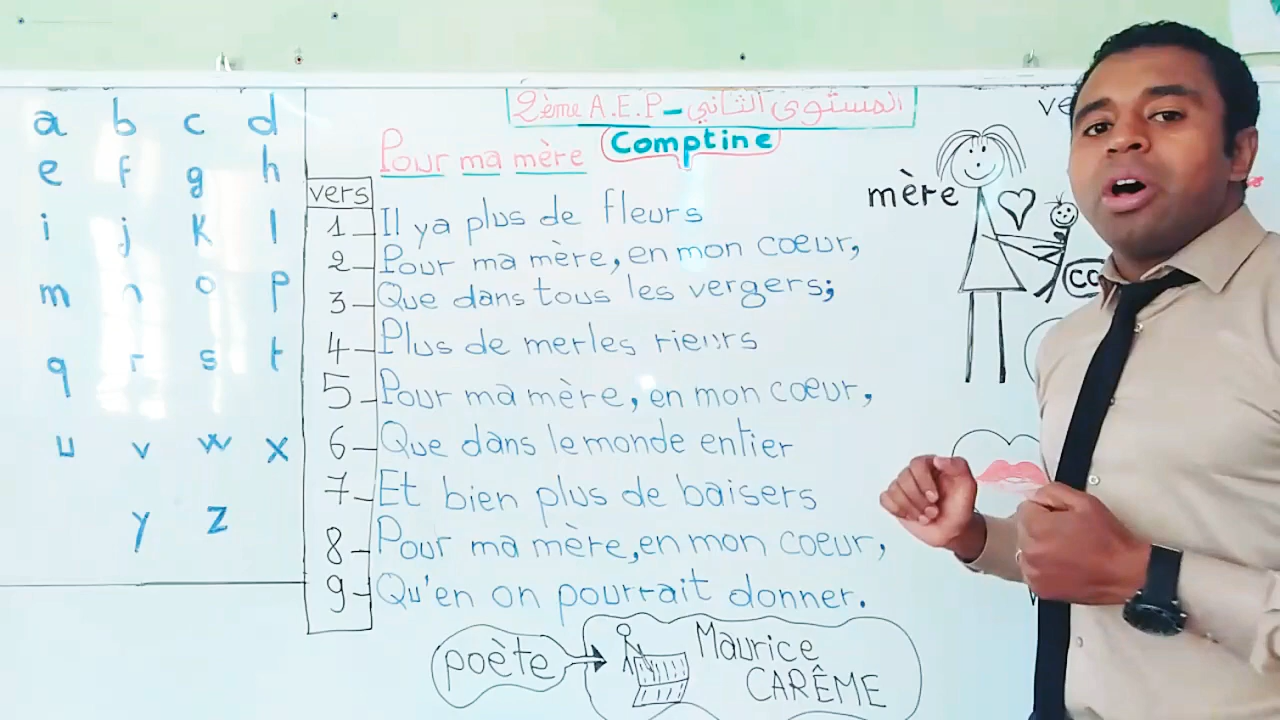 a b c d
e f g h
i j k l
m n o p
q r s t
u v w x
y z
2ème A.E.P - المستوى الثاني
Pour ma mère
Comptine
vers
1 Il y a plus de fleurs
2 Pour ma mère, en mon coeur,
3 Que dans tous les vergers;
4 Plus de merles rieurs
5 Pour ma mère, en mon coeur,
6 Que dans le monde entier
7 Et bien plus de baisers
8 Pour ma mère, en mon coeur,
9 Qu'en on pourrait donner.
poète
Maurice
CARÊME
mère